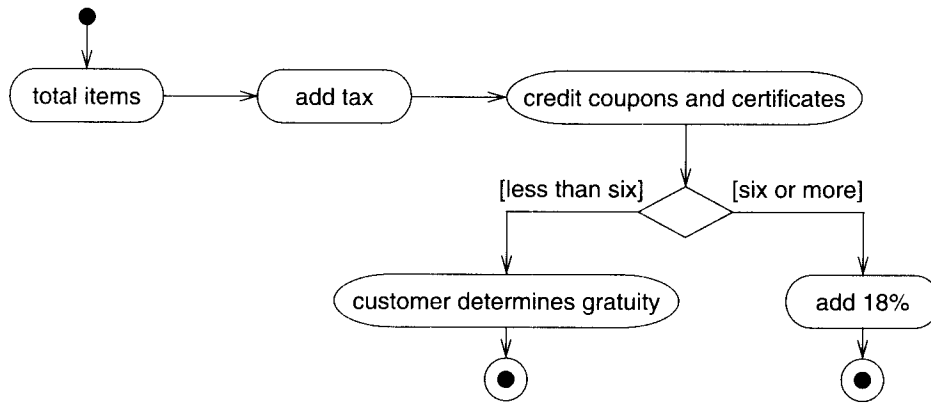 total items
add tax
credit coupons and certificates
[less than six]
[six or more]
customer determines gratuity
add 18%